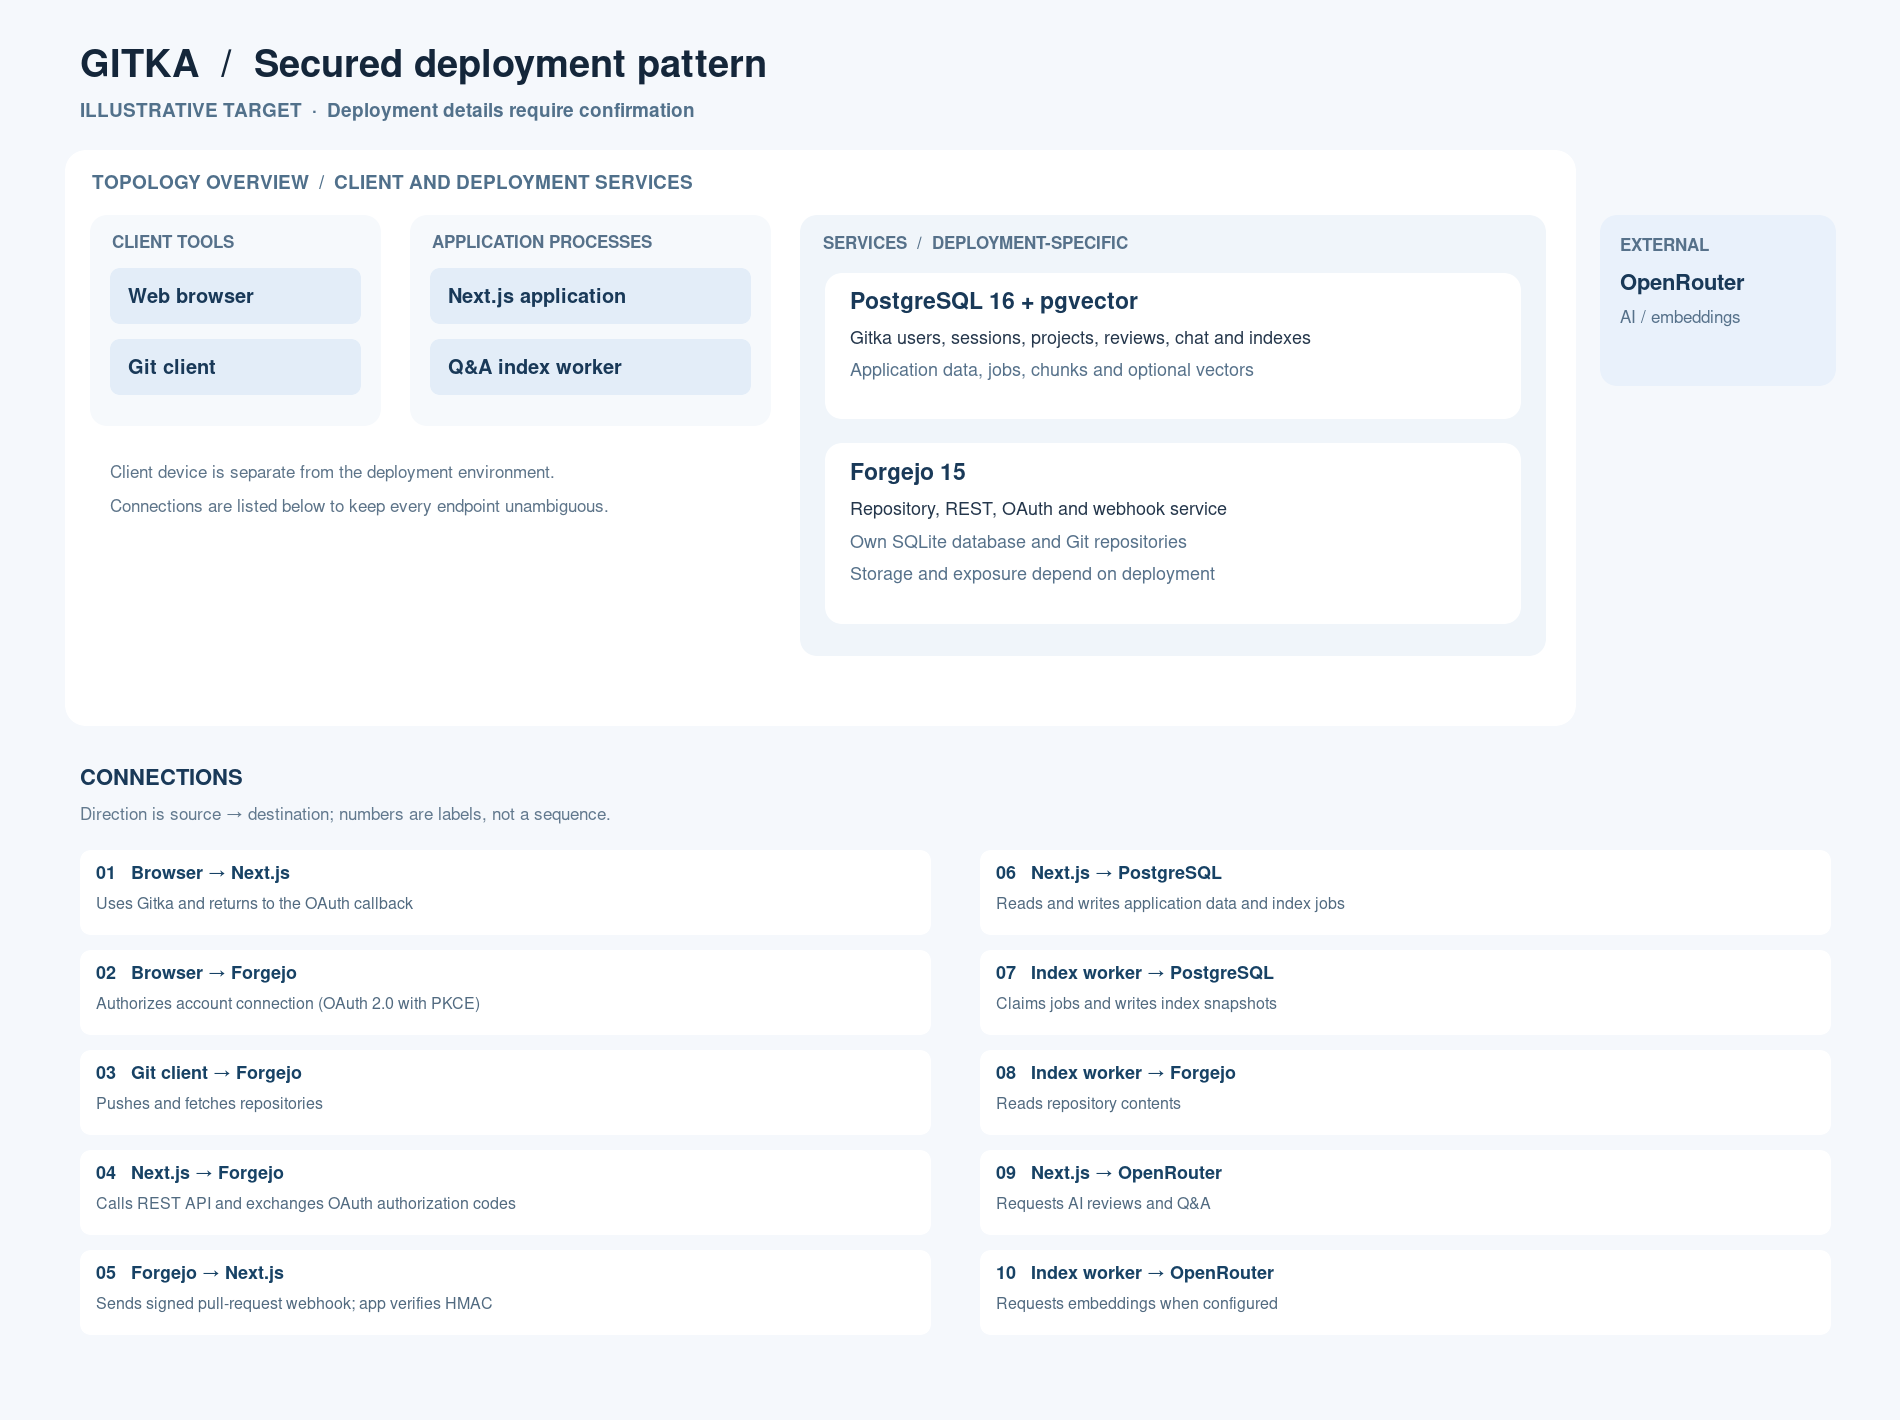 GITKA / Secured deployment pattern
ILLUSTRATIVE TARGET · Deployment details require confirmation
TOPOLOGY OVERVIEW / CLIENT AND DEPLOYMENT SERVICES
CLIENT TOOLS
Web browser
Git client
APPLICATION PROCESSES
Next.js application
Q&A index worker
Client device is separate from the deployment environment.
Connections are listed below to keep every endpoint unambiguous.
SERVICES / DEPLOYMENT-SPECIFIC
PostgreSQL 16 + pgvector
Gitka users, sessions, projects, reviews, chat and indexes
Application data, jobs, chunks and optional vectors
Forgejo 15
Repository, REST, OAuth and webhook service
Own SQLite database and Git repositories
Storage and exposure depend on deployment
EXTERNAL
OpenRouter
AI / embeddings
CONNECTIONS
Direction is source → destination; numbers are labels, not a sequence.
01 Browser → Next.js
Uses Gitka and returns to the OAuth callback
02 Browser → Forgejo
Authorizes account connection (OAuth 2.0 with PKCE)
03 Git client → Forgejo
Pushes and fetches repositories
04 Next.js → Forgejo
Calls REST API and exchanges OAuth authorization codes
05 Forgejo → Next.js
Sends signed pull-request webhook; app verifies HMAC
06 Next.js → PostgreSQL
Reads and writes application data and index jobs
07 Index worker → PostgreSQL
Claims jobs and writes index snapshots
08 Index worker → Forgejo
Reads repository contents
09 Next.js → OpenRouter
Requests AI reviews and Q&A
10 Index worker → OpenRouter
Requests embeddings when configured